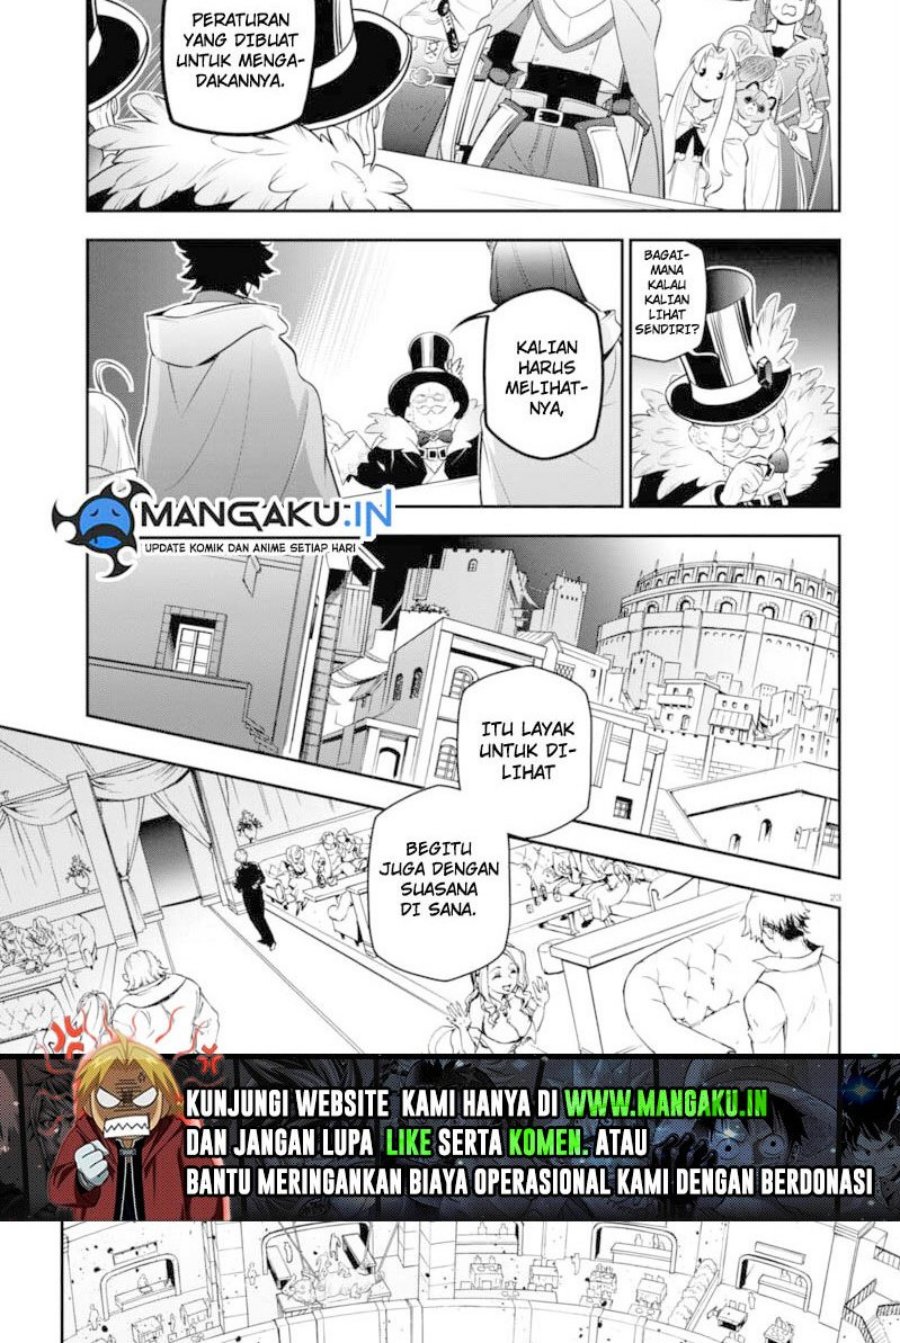 PERATURAN
YANG DIBUAT
UNTUK MENGA-
DAKANNYA.
KALIAN
HARUS
MELIHAT-
NYA,
BAGAI-
MANA
KALAU
KALIAN
LIHAT
SENDIRI?
MANGAKU.IN
UPDATE KOMIK DAN ANIME SETIAP HARI
ITU LAYAK
UNTUK DI-
LIHAT
BEGITU
JUGA DENGAN
SUASANA
DI SANA.
23
KUNJUNGI WEBSITE KAMI HANYA DI WWW.MANGAKU.IN
DAN JANGAN LUPA LIKE SERTA KOMEN. ATAU
BANTU MERINGANKAN BIAYA OPERASIONAL KAMI DENGAN BERDONASI